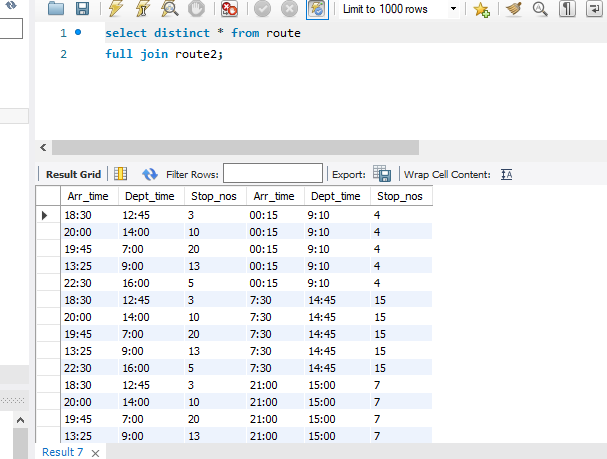 Limit to 1000 rows
1 select distinct * from route
2 full join route2;
Result Grid Filter Rows: Export: Wrap Cell Content:
Arr_time Dept_time Stop_nos Arr_time Dept_time Stop_nos
18:30 12:45 3 00:15 9:10 4
20:00 14:00 10 00:15 9:10 4
19:45 7:00 20 00:15 9:10 4
13:25 9:00 13 00:15 9:10 4
22:30 16:00 5 00:15 9:10 4
18:30 12:45 3 7:30 14:45 15
20:00 14:00 10 7:30 14:45 15
19:45 7:00 20 7:30 14:45 15
13:25 9:00 13 7:30 14:45 15
22:30 16:00 5 7:30 14:45 15
18:30 12:45 3 21:00 15:00 7
20:00 14:00 10 21:00 15:00 7
19:45 7:00 20 21:00 15:00 7
13:25 9:00 13 21:00 15:00 7
Result 7